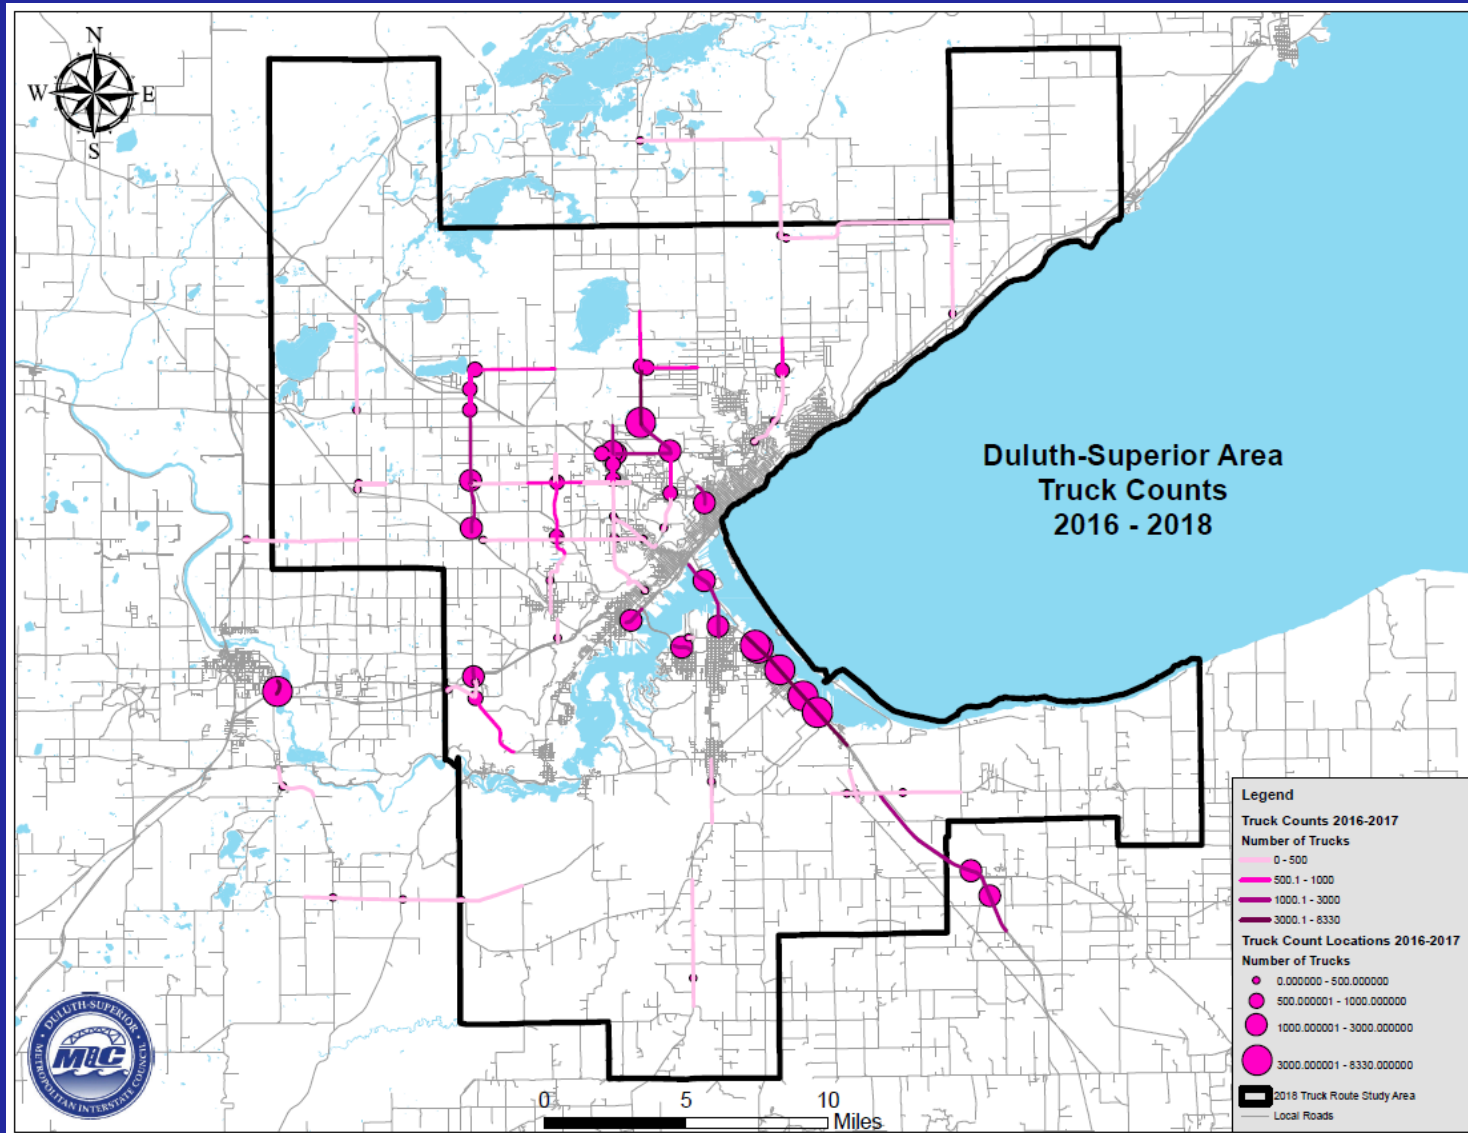 N
W
E
S
Duluth-Superior Area
Truck Counts
2016 - 2018
Legend
Truck Counts 2016-2017
Number of Trucks
0 - 500
500.1 - 1000
1000.1 - 3000
3000.1 - 8330
Truck Count Locations 2016-2017
Number of Trucks
0.000000 - 500.000000
500.000001 - 1000.000000
1000.000001 - 3000.000000
3000.000001 - 8330.000000
2018 Truck Route Study Area
Local Roads
DULUTH-SUPERIOR
MIC
METROPOLITAN INTERSTATE COUNCIL
0 5 10
Miles